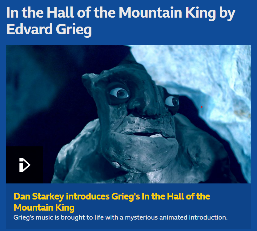 In the Hall of the Mountain King by
Edvard Grieg
Dan Starkey introduces Grieg's In the Hall of the
Mountain King
Grieg's music is brought to life with a mysterious animated introduction.